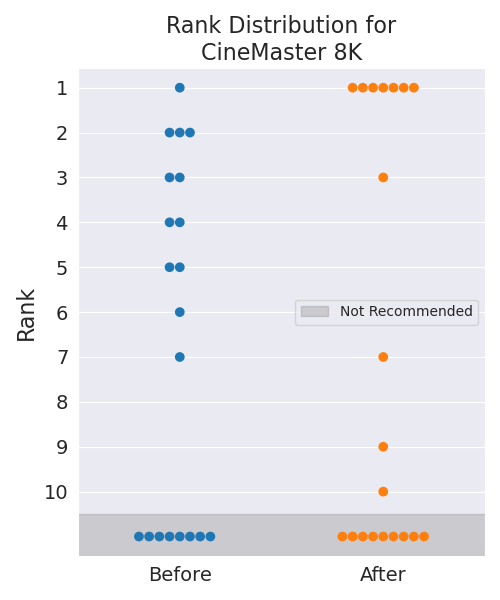 Rank Distribution for
CineMaster 8K
Rank
1
2
3
4
5
6
7
8
9
10
Not Recommended
Before After